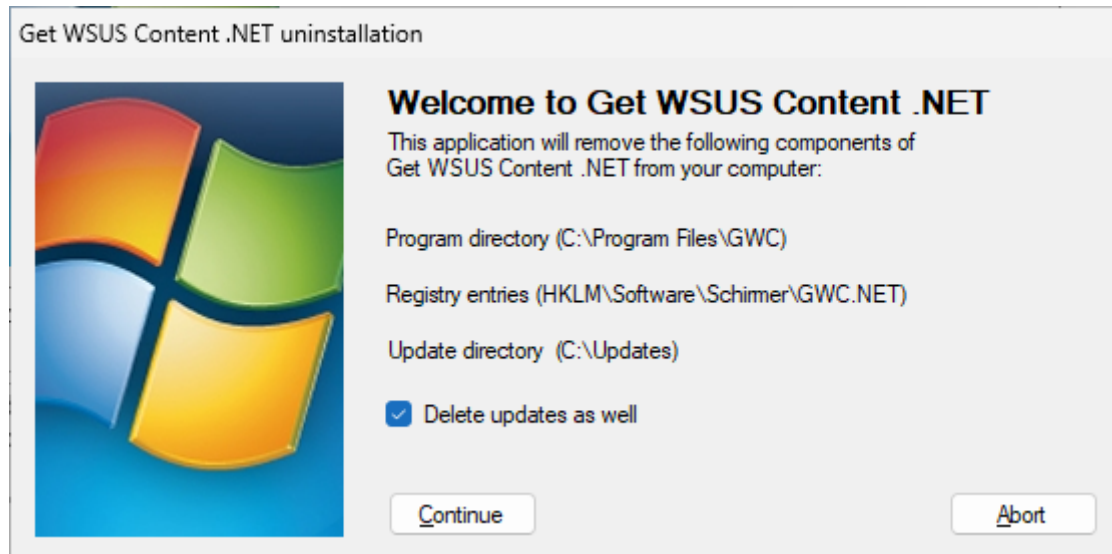 Get WSUS Content .NET uninstallation
Welcome to Get WSUS Content .NET
This application will remove the following components of
Get WSUS Content .NET from your computer:
Program directory (C:\Program Files\GWC)
Registry entries (HKLM\Software\Schirmer\GWC.NET)
Update directory (C:\Updates)
Delete updates as well
Continue
Abort